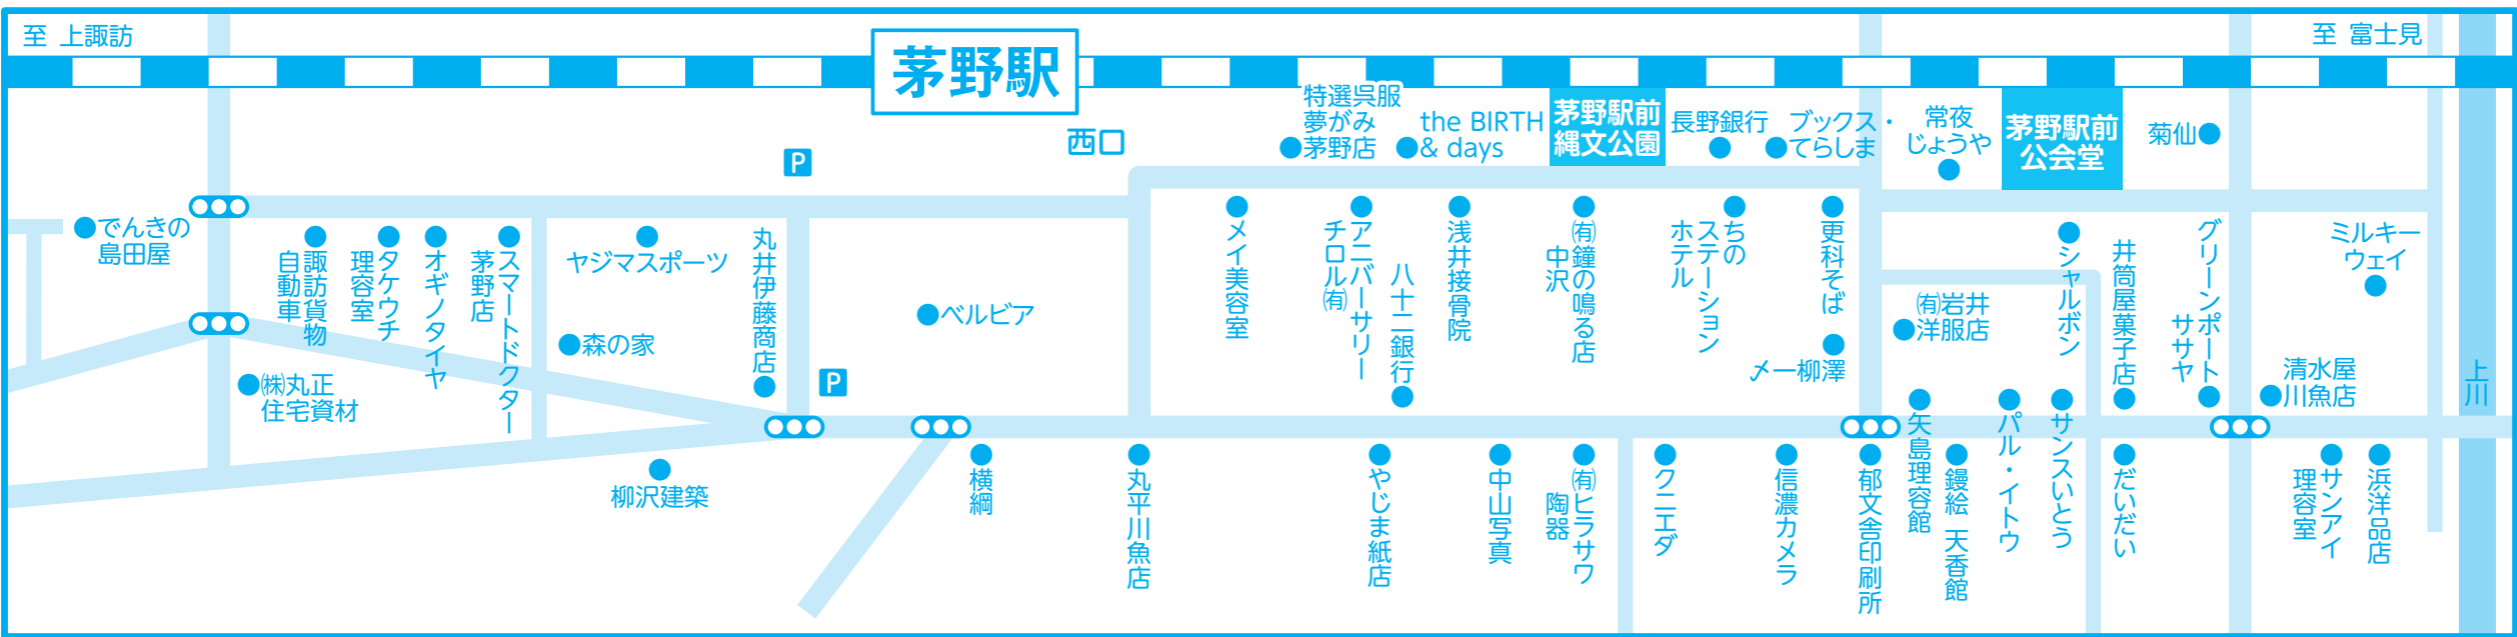 至 上諏訪
茅野駅
至 富士見
西口
P
特選呉服
夢がみ
茅野店
the BIRTH
& days
茅野駅前
縄文公園
長野銀行
ブックス・
てらしま
常夜
じょうや
茅野駅前
公会堂
菊仙
でんきの
島田屋
諏訪貨物
自動車
タケウチ
理容室
オギノタイヤ
スマートドクター
茅野店
ヤジマスポーツ
森の家
丸井伊藤商店
P
ベルビア
㈱丸正
住宅資材
メイ美容室
アニバーサリー
チロル㈲
八十二銀行
浅井接骨院
㈲鐘の鳴る店
中沢
ちの
ステーション
ホテル
更科そば
〆一柳澤
㈲岩井
洋服店
シャルボン
井筒屋菓子店
グリーンポート
ササヤ
ミルキー
ウェイ
清水屋
川魚店
上川
柳沢建築
横綱
丸平川魚店
やじま紙店
中山写真
㈲ヒラサワ
陶器
クニエダ
信濃カメラ
郁文舎印刷所
矢島理容館
鏝絵 天香館
パル・イトウ
サンスいとう
だいだい
サンアイ
理容室
浜洋品店